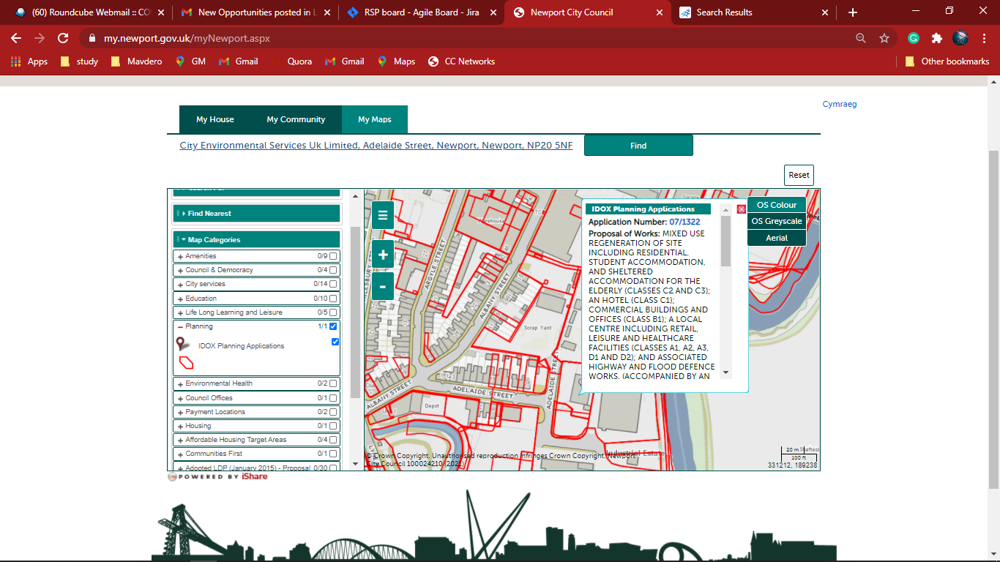 (60) Roundcube Webmail :: CO
New Opportunities posted in L
RSP board - Agile Board - Jira
Newport City Council
Search Results
my.newport.gov.uk/myNewport.aspx
Apps
study
Mavdero
GM
Gmail
Quora
Gmail
Maps
CC Networks
Other bookmarks
Cymraeg
My House
My Community
My Maps
City Environmental Services Uk Limited, Adelaide Street, Newport, Newport, NP20 5NF
Find
Reset
Find Nearest
Map Categories
Amenities 0/9
Council & Democracy 0/4
City services 0/14
Education 0/10
Life Long Learning and Leisure 0/5
Planning 1/1
IDOX Planning Applications
Environmental Health 0/2
Council Offices 0/1
Payment Locations 0/2
Housing 0/1
Affordable Housing Target Areas 0/4
Communities First 0/1
Adopted LDP (January 2015) - Proposal 0/30
POWERED BY iShare
IDOX Planning Applications
Application Number: 07/1322
Proposal of Works: MIXED USE
REGENERATION OF SITE
INCLUDING RESIDENTIAL,
STUDENT ACCOMMODATION,
AND SHELTERED
ACCOMMODATION FOR THE
ELDERLY (CLASSES C2 AND C3);
AN HOTEL (CLASS C1);
COMMERCIAL BUILDINGS AND
OFFICES (CLASS B1); A LOCAL
CENTRE INCLUDING RETAIL,
LEISURE AND HEALTHCARE
FACILITIES (CLASSES A1, A2, A3,
D1 AND D2); AND ASSOCIATED
HIGHWAY AND FLOOD DEFENCE
WORKS. (ACCOMPANIED BY AN
OS Colour
OS Greyscale
Aerial
Garage
Warehouse
TC
ARGYLE STREET
ALBANY STREET
Scrap Yard
ADELAIDE STREET
ALBANY STREET
ADELAIDE STREET
Depot
Industrial Estate
© Crown Copyright. Unauthorised reproduction infringes Crown Copyright. Newport
City Council 100024210 (2021)
20 m
100 ft
331212, 189238